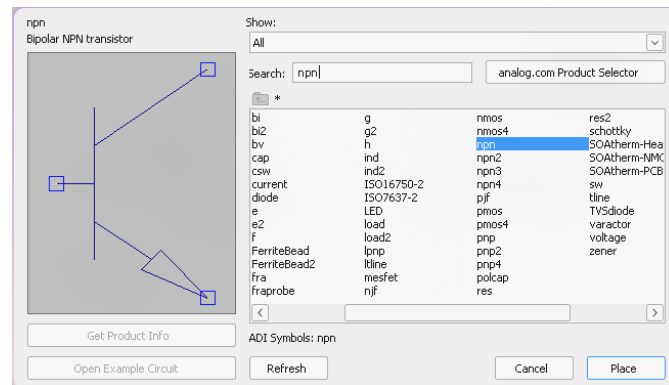 npn
Bipolar NPN transistor
Show:
All
Search: npn
analog.com Product Selector
*
bi
bi2
bv
cap
csw
current
diode
e
e2
f
FerriteBead
FerriteBead2
fra
fraprobe
g
g2
h
ind
ind2
ISO16750-2
ISO7637-2
LED
load
load2
lpnp
ltline
mesfet
njf
nmos
nmos4
npn
npn2
npn3
npn4
pjf
pmos
pmos4
pnp
pnp2
pnp4
polcap
res
res2
schottky
SOAtherm-Hea
SOAtherm-NMO
SOAtherm-PCB
sw
tline
TVSdiode
varactor
voltage
zener
Get Product Info
Open Example Circuit
ADI Symbols: npn
Refresh
Cancel
Place